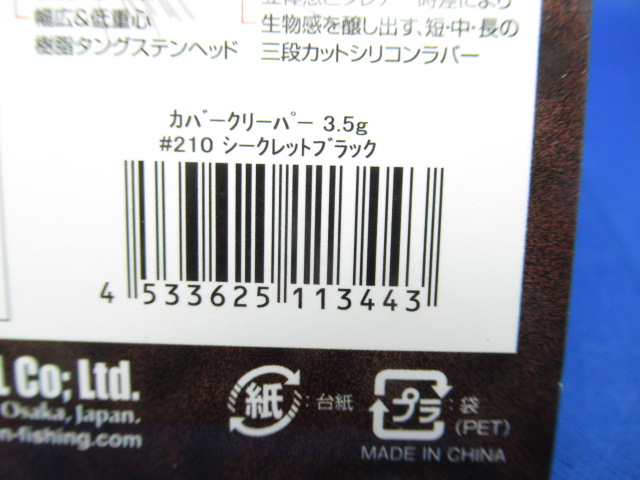 幅広&低重心
樹脂タングステンヘッド
生物感を醸し出す、短・中・長の
三段カットシリコンラバー
カバークリーパー 3.5g
#210 シークレットブラック
4 533625 113443
L Co; Ltd.
Osaka, Japan.
n-fishing.com
紙 : 台紙
プラ : 袋
(PET)
MADE IN CHINA